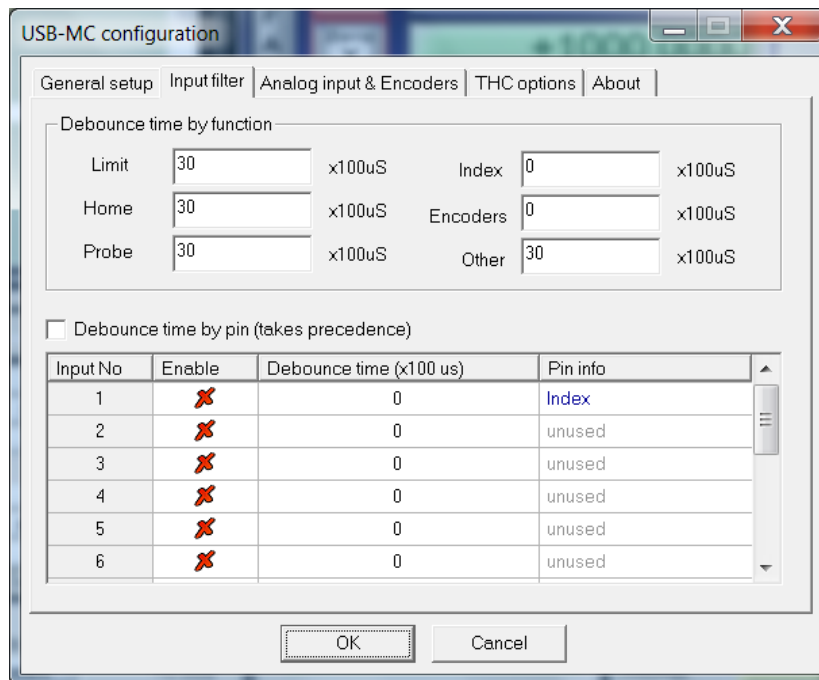 USB-MC configuration
+1000.0000
General setup Input filter Analog input & Encoders THC options About
Debounce time by function
Limit 30 x100uS Index 0 x100uS
Home 30 x100uS Encoders 0 x100uS
Probe 30 x100uS Other 30 x100uS
Debounce time by pin (takes precedence)
Input No Enable Debounce time (x100 us) Pin info
1 0 Index
2 0 unused
3 0 unused
4 0 unused
5 0 unused
6 0 unused
OK Cancel